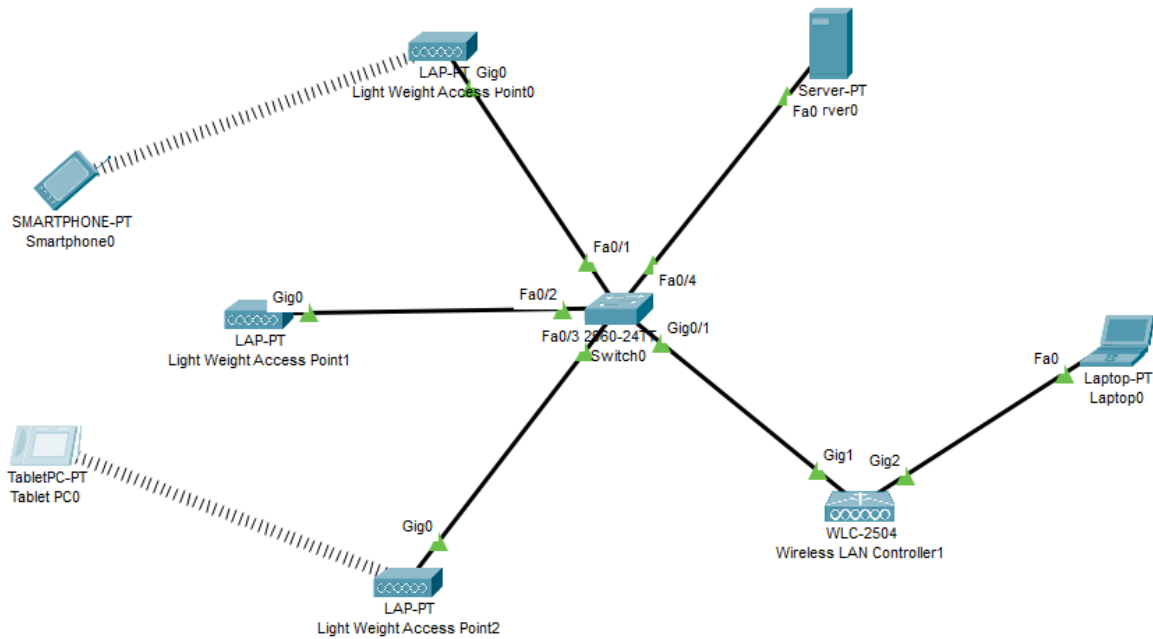 LAP-PT Gig0
Light Weight Access Point0
Server-PT
Fa0 rver0
SMARTPHONE-PT
Smartphone0
Fa0/1
Fa0/4
Gig0
Fa0/2
LAP-PT
Light Weight Access Point1
Fa0/3 2960-24TT
Switch0
Gig0/1
Fa0
Laptop-PT
Laptop0
Gig1
Gig2
TabletPC-PT
Tablet PC0
WLC-2504
Wireless LAN Controller1
Gig0
LAP-PT
Light Weight Access Point2